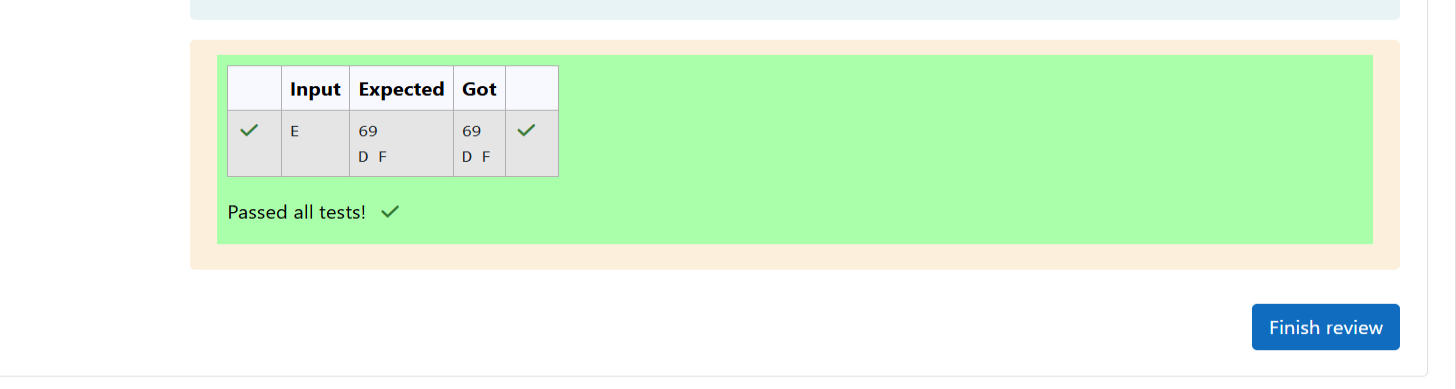 Input Expected Got
E 69 69
D F D F
Passed all tests!
Finish review